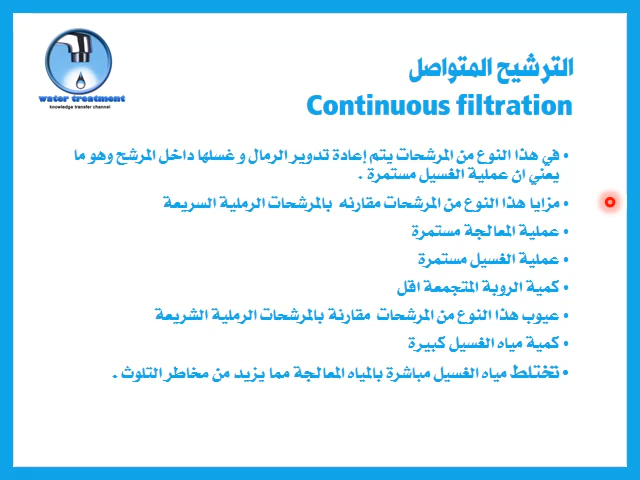 water treatment
knowledge transfer channel
الترشيح المتواصل
Continuous filtration
• في هذا النوع من المرشحات يتم إعادة تدوير الرمال و غسلها داخل المرشح وهو ما
يعني ان عملية الغسيل مستمرة .
• مزايا هذا النوع من المرشحات مقارنه بالمرشحات الرملية السريعة
• عملية المعالجة مستمرة
• عملية الغسيل مستمرة
• كمية الروبة المتجمعة اقل
• عيوب هذا النوع من المرشحات مقارنة بالمرشحات الرملية الشريعة
• كمية مياه الغسيل كبيرة
• تختلط مياه الغسيل مباشرة بالمياه المعالجة مما يزيد من مخاطر التلوث .